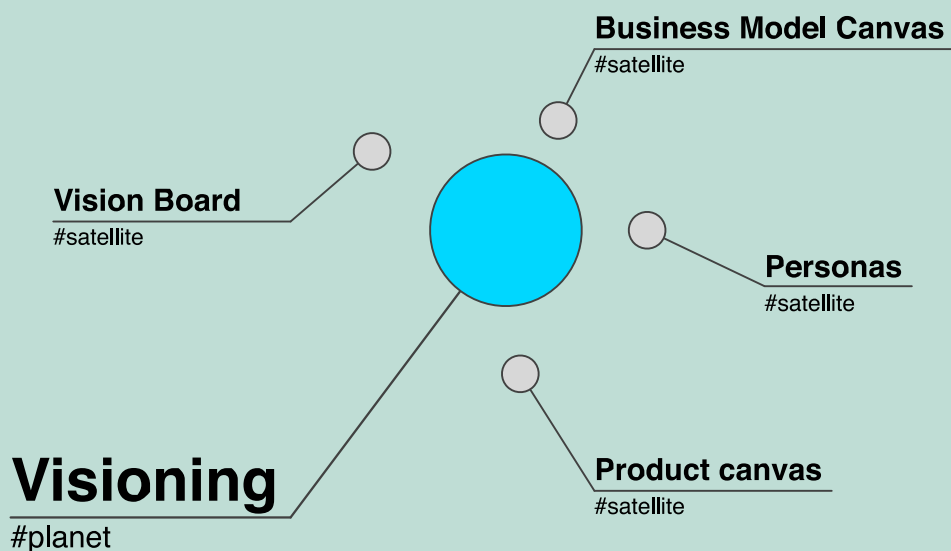 Business Model Canvas
#satellite
Vision Board
#satellite
Personas
#satellite
Product canvas
#satellite
Visioning
#planet